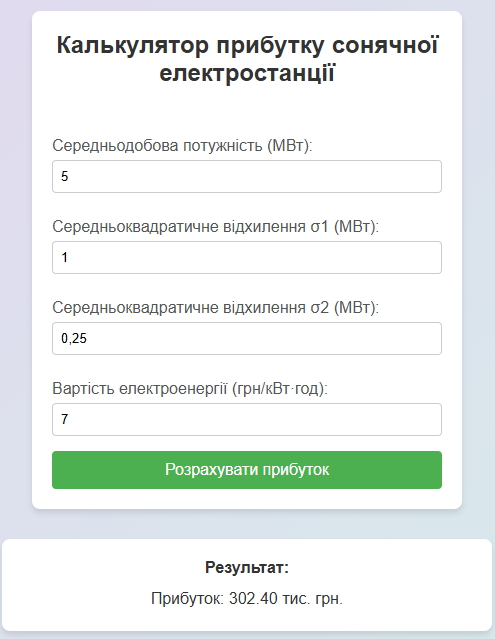 Калькулятор прибутку сонячної
електростанції
Середньодобова потужність (МВт):
5
Середньоквадратичне відхилення σ1 (МВт):
1
Середньоквадратичне відхилення σ2 (МВт):
0,25
Вартість електроенергії (грн/кВт·год):
7
Розрахувати прибуток
Результат:
Прибуток: 302.40 тис. грн.